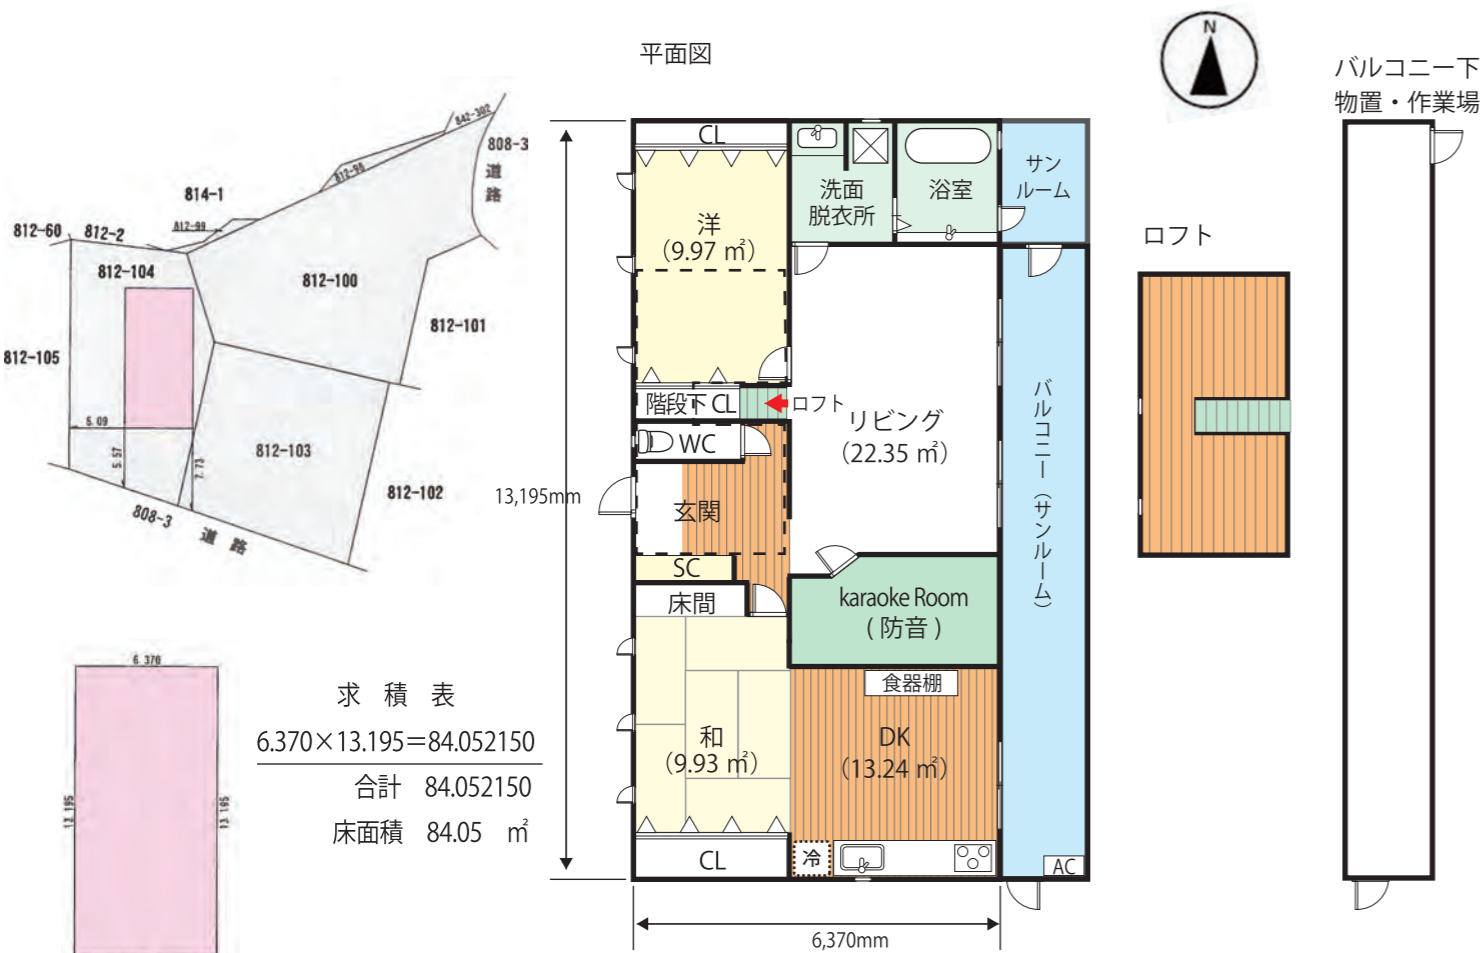 平面図
N
バルコニー下
物置・作業場
842-302
808-3
道路
812-98
814-1
812-99
812-60
812-2
812-104
812-100
812-101
812-105
5.09
5.57
7.73
812-103
812-102
808-3 道 路
6.370
13.195
13.195
求 積 表
6.370×13.195=84.052150
合計 84.052150
床面積 84.05 ㎡
13,195mm
6,370mm
CL
洋
(9.97 ㎡)
洗面
脱衣所
浴室
サン
ルーム
階段下 CL
ロフト
WC
リビング
(22.35 ㎡)
玄関
SC
床間
karaoke Room
( 防音 )
食器棚
和
(9.93 ㎡)
DK
(13.24 ㎡)
CL
冷
AC
バルコニー(サンルーム)
ロフト